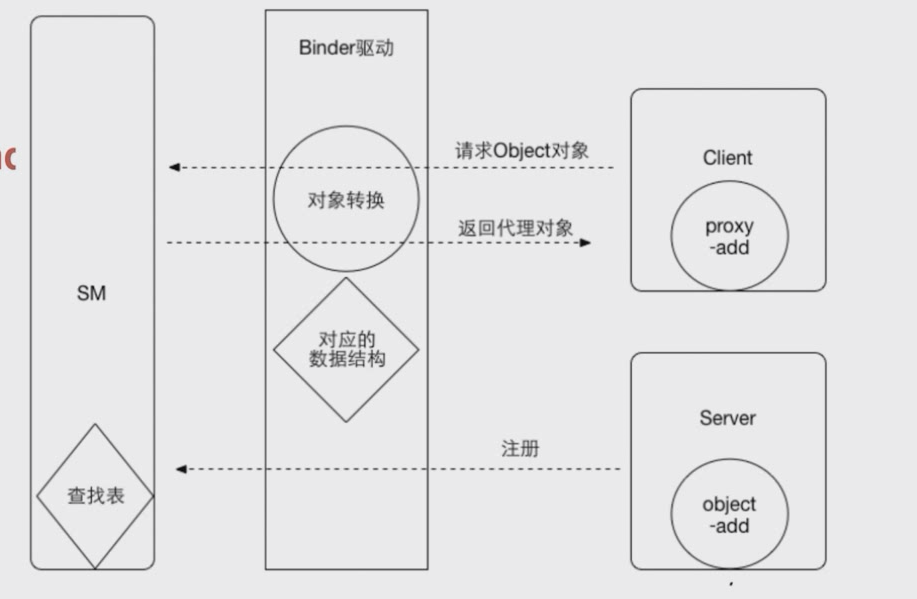 Binder驱动
请求Object对象
Client
对象转换
proxy
-add
返回代理对象
SM
对应的
数据结构
Server
注册
查找表
object
-add